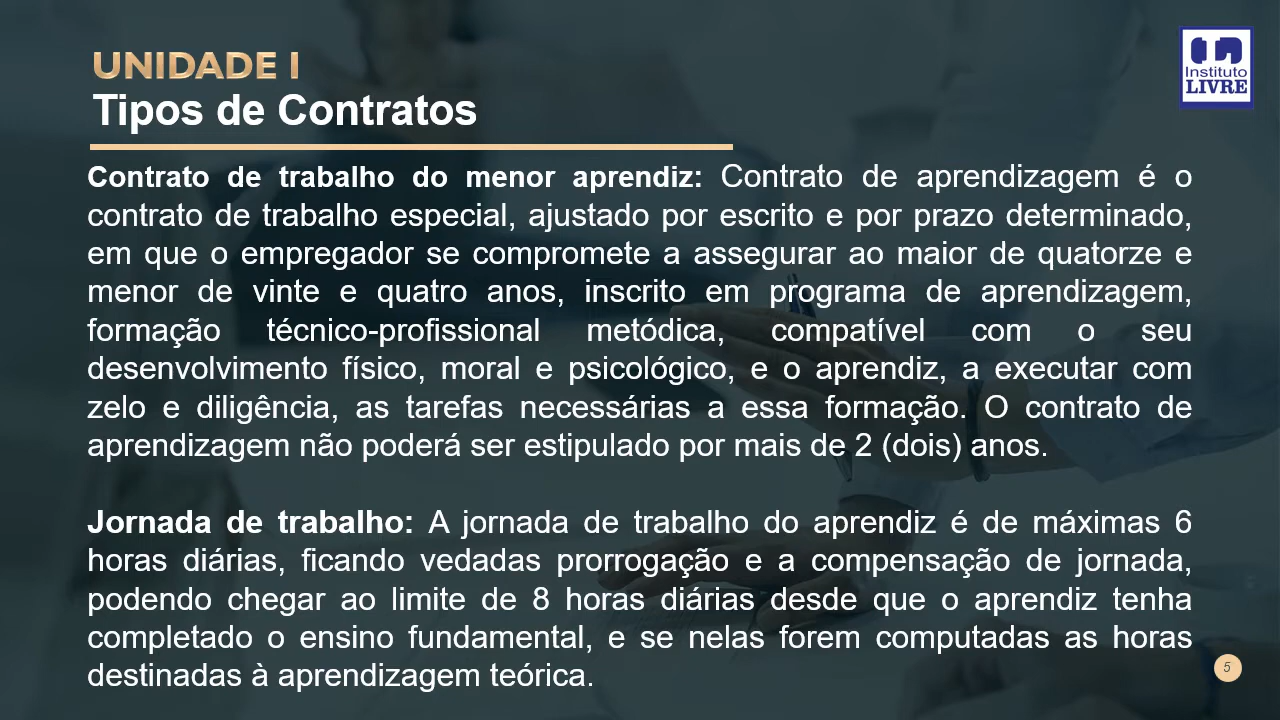 UNIDADE I
Tipos de Contratos
Instituto
LIVRE
Contrato de trabalho do menor aprendiz: Contrato de aprendizagem é o
contrato de trabalho especial, ajustado por escrito e por prazo determinado,
em que o empregador se compromete a assegurar ao maior de quatorze e
menor de vinte e quatro anos, inscrito em programa de aprendizagem,
formação técnico-profissional metódica, compatível com o seu
desenvolvimento físico, moral e psicológico, e o aprendiz, a executar com
zelo e diligência, as tarefas necessárias a essa formação. O contrato de
aprendizagem não poderá ser estipulado por mais de 2 (dois) anos.
Jornada de trabalho: A jornada de trabalho do aprendiz é de máximas 6
horas diárias, ficando vedadas prorrogação e a compensação de jornada,
podendo chegar ao limite de 8 horas diárias desde que o aprendiz tenha
completado o ensino fundamental, e se nelas forem computadas as horas
destinadas à aprendizagem teórica.
5